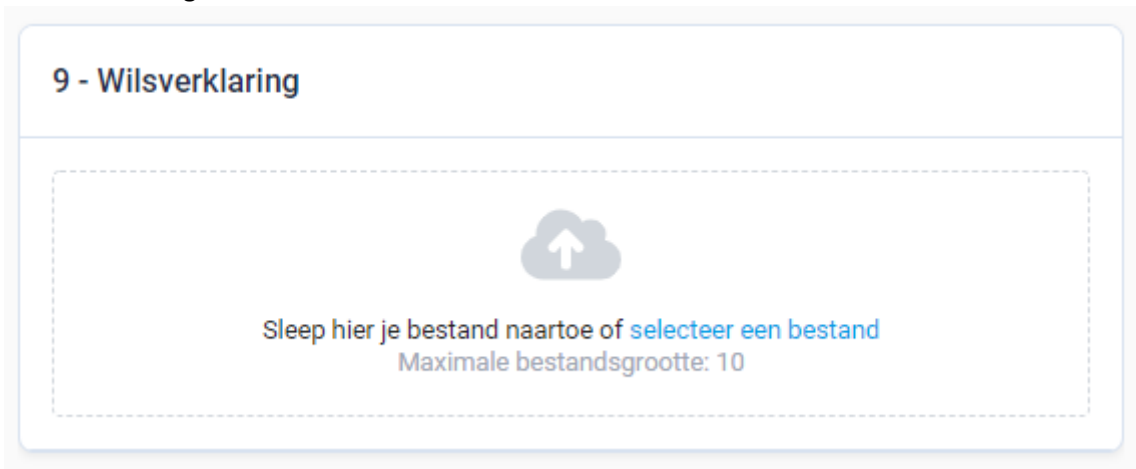 9 - Wilsverklaring
Sleep hier je bestand naartoe of selecteer een bestand
Maximale bestandsgrootte: 10